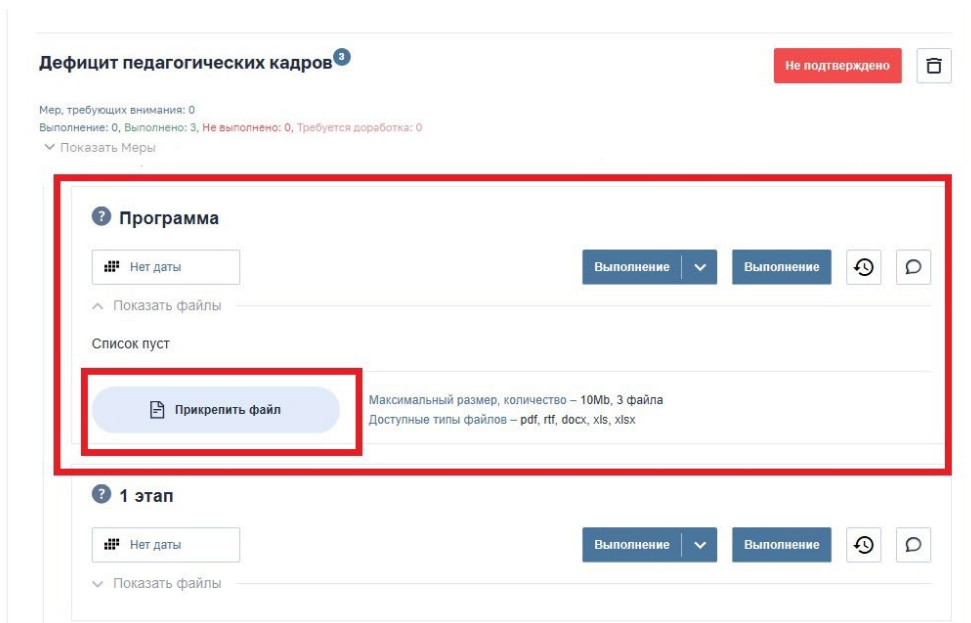 Дефицит педагогических кадров 3
Не подтверждено
Мер, требующих внимания: 0
Выполнение: 0, Выполнено: 3, Не выполнено: 0, Требуется доработка: 0
Показать Меры
? Программа
Нет даты
Выполнение
Выполнение
Показать файлы
Список пуст
Прикрепить файл
Максимальный размер, количество – 10Mb, 3 файла
Доступные типы файлов – pdf, rtf, docx, xls, xlsx
? 1 этап
Нет даты
Выполнение
Выполнение
Показать файлы